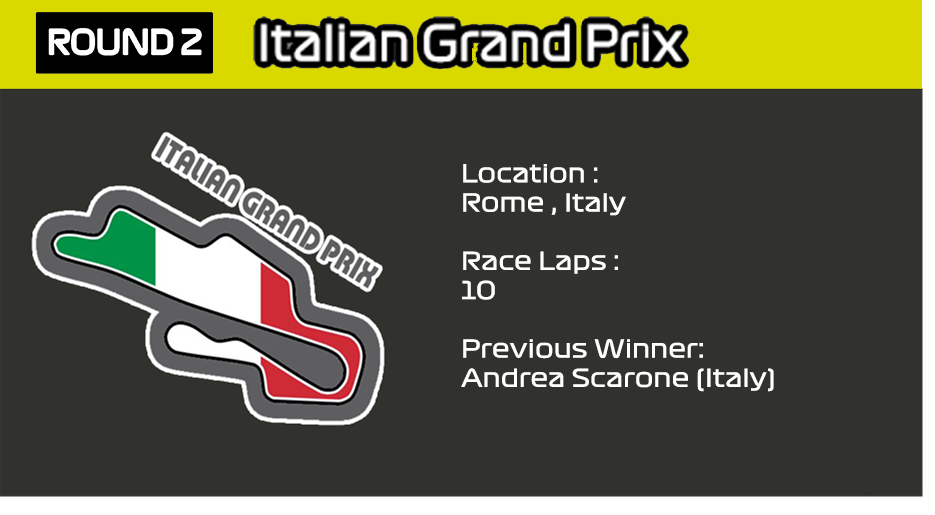 ROUND 2
Italian Grand Prix
ITALIAN GRAND PRIX
Location :
Rome , Italy
Race Laps :
10
Previous Winner:
Andrea Scarone (Italy)